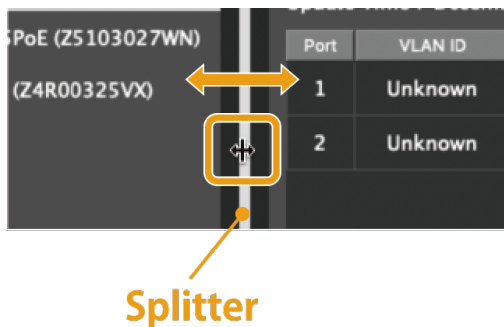 SPoE (Z5103027WN)
(Z4R00325VX)
Port VLAN ID
1 Unknown
2 Unknown
Splitter